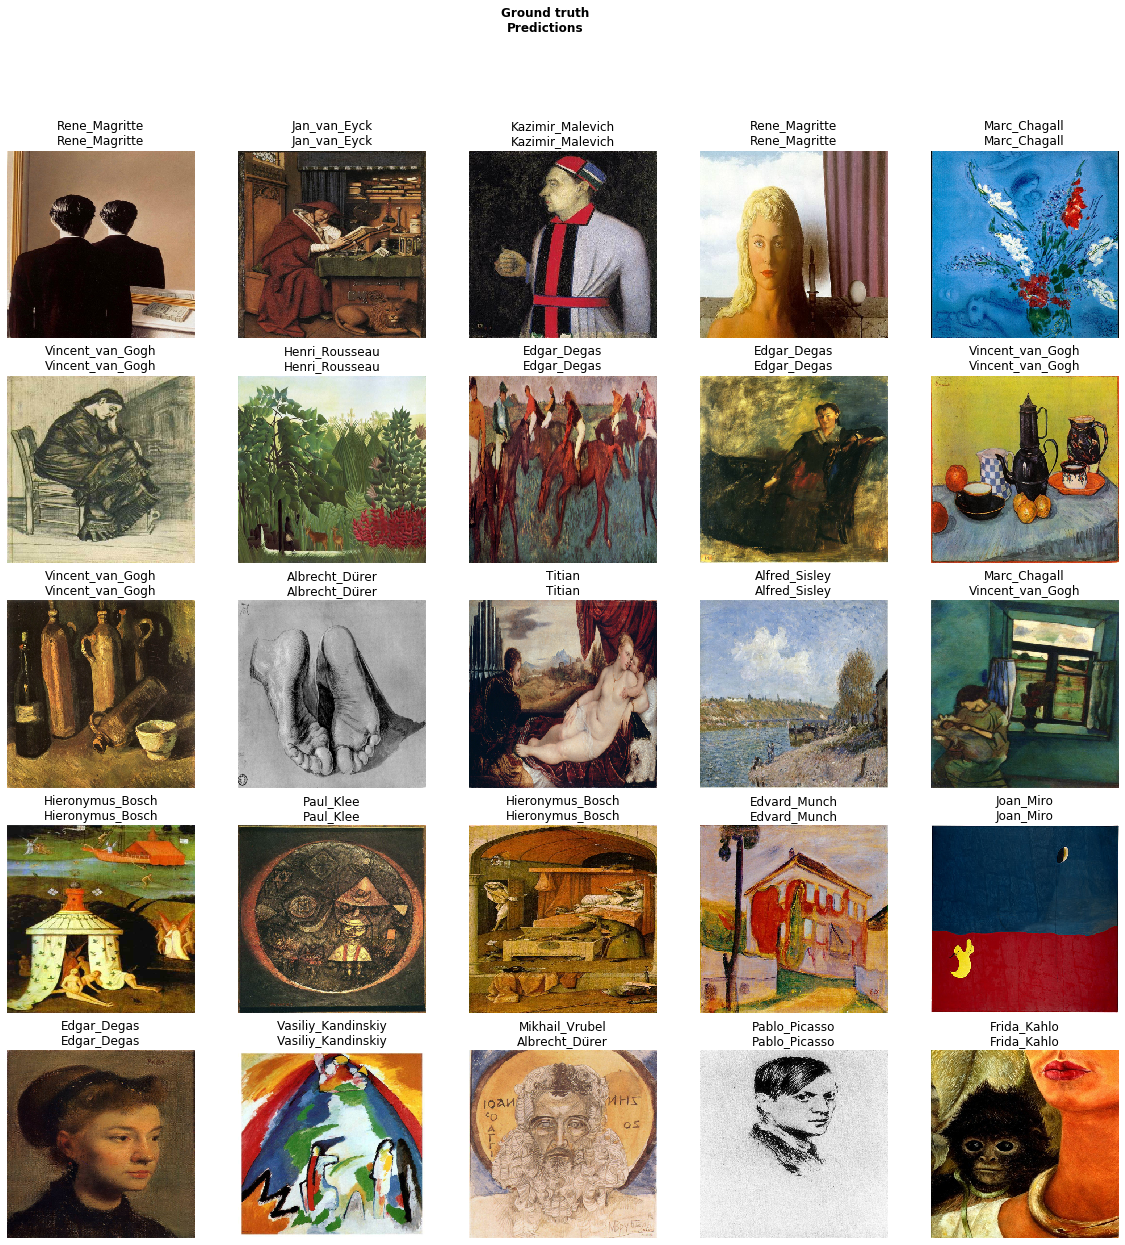 Ground truth
Predictions
Rene_Magritte
Rene_Magritte
Jan_van_Eyck
Jan_van_Eyck
Kazimir_Malevich
Kazimir_Malevich
Rene_Magritte
Rene_Magritte
Marc_Chagall
Marc_Chagall
Vincent_van_Gogh
Vincent_van_Gogh
Henri_Rousseau
Henri_Rousseau
Edgar_Degas
Edgar_Degas
Edgar_Degas
Edgar_Degas
Vincent_van_Gogh
Vincent_van_Gogh
Vincent_van_Gogh
Vincent_van_Gogh
Albrecht_Dürer
Albrecht_Dürer
Titian
Titian
Alfred_Sisley
Alfred_Sisley
Marc_Chagall
Vincent_van_Gogh
Hieronymus_Bosch
Hieronymus_Bosch
Paul_Klee
Paul_Klee
Hieronymus_Bosch
Hieronymus_Bosch
Edvard_Munch
Edvard_Munch
Joan_Miro
Joan_Miro
Edgar_Degas
Edgar_Degas
Vasiliy_Kandinskiy
Vasiliy_Kandinskiy
Mikhail_Vrubel
Albrecht_Dürer
Pablo_Picasso
Pablo_Picasso
Frida_Kahlo
Frida_Kahlo